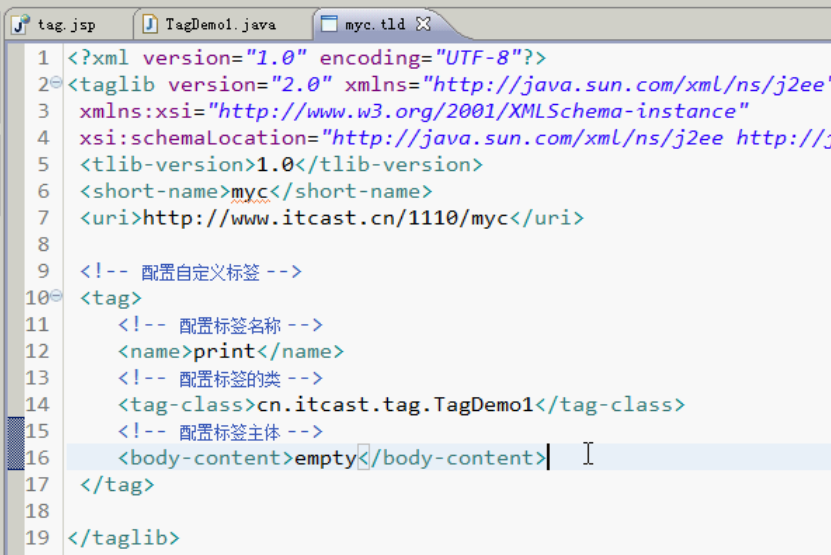 tag.jsp TagDemo1.java myc.tld
1 <?xml version="1.0" encoding="UTF-8"?>
2 <taglib version="2.0" xmlns="http://java.sun.com/xml/ns/j2ee"
3 xmlns:xsi="http://www.w3.org/2001/XMLSchema-instance"
4 xsi:schemaLocation="http://java.sun.com/xml/ns/j2ee http://j
5 <tlib-version>1.0</tlib-version>
6 <short-name>myc</short-name>
7 <uri>http://www.itcast.cn/1110/myc</uri>
8
9 <!-- 配置自定义标签 -->
10 <tag>
11 <!-- 配置标签名称 -->
12 <name>print</name>
13 <!-- 配置标签的类 -->
14 <tag-class>cn.itcast.tag.TagDemo1</tag-class>
15 <!-- 配置标签主体 -->
16 <body-content>empty</body-content>
17 </tag>
18
19 </taglib>